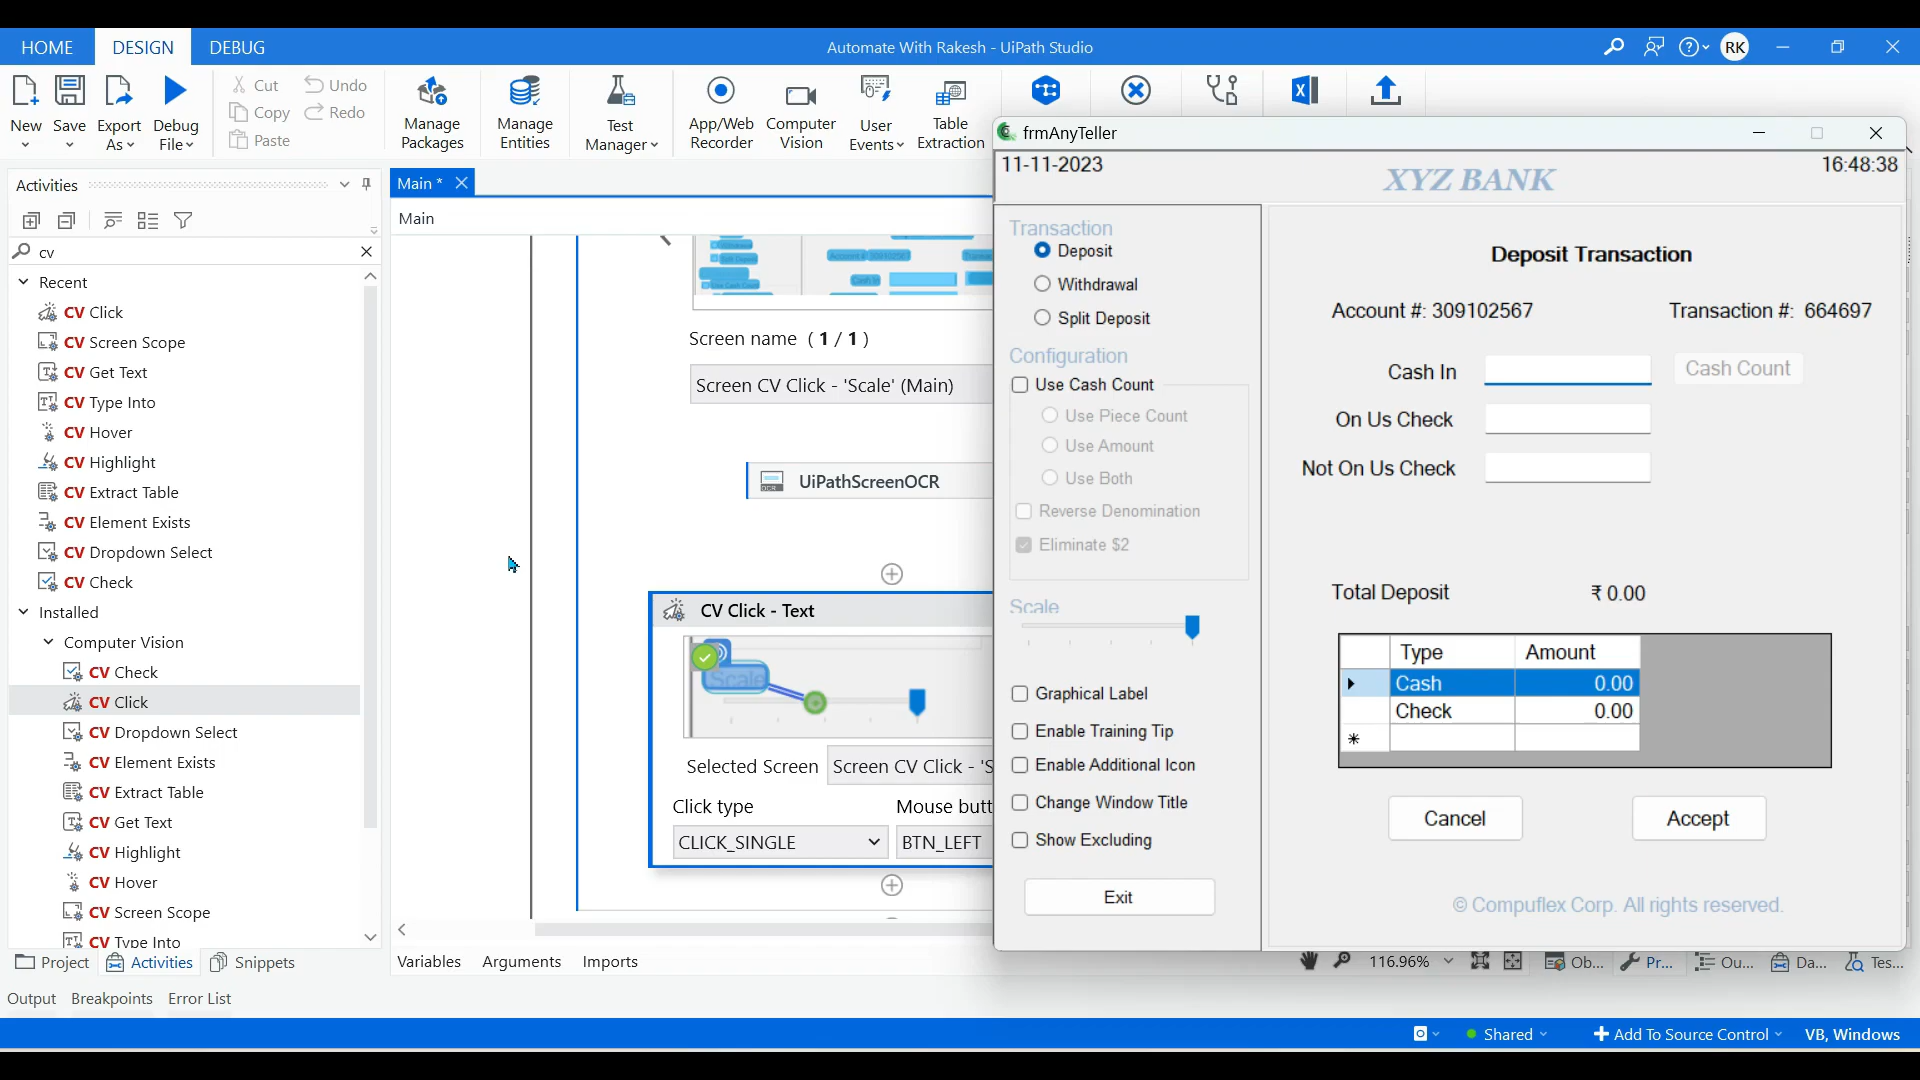 HOME DESIGN DEBUG
Automate With Rakesh - UiPath Studio
RK
New
Save
Export As
Debug File
Cut
Copy
Paste
Undo
Redo
Manage Packages
Manage Entities
Test Manager
App/Web Recorder
Computer Vision
User Events
Table Extraction
Activities
cv
Recent
CV Click
CV Screen Scope
CV Get Text
CV Type Into
CV Hover
CV Highlight
CV Extract Table
CV Element Exists
CV Dropdown Select
CV Check
Installed
Computer Vision
CV Check
CV Click
CV Dropdown Select
CV Element Exists
CV Extract Table
CV Get Text
CV Highlight
CV Hover
CV Screen Scope
CV Type Into
Project Activities Snippets
Output Breakpoints Error List
Main *
Main
Screen name ( 1 / 1 )
Screen CV Click - 'Scale' (Main)
UiPathScreenOCR
CV Click - Text
Scale
Selected Screen Screen CV Click - 'S
Click type Mouse butt
CLICK_SINGLE BTN_LEFT
Variables Arguments Imports
frmAnyTeller
11-11-2023
XYZ BANK
16:48:38
Transaction
Deposit
Withdrawal
Split Deposit
Configuration
Use Cash Count
Use Piece Count
Use Amount
Use Both
Reverse Denomination
Eliminate $2
Scale
Graphical Label
Enable Training Tip
Enable Additional Icon
Change Window Title
Show Excluding
Exit
Deposit Transaction
Account #: 309102567 Transaction #: 664697
Cash In Cash Count
On Us Check
Not On Us Check
Total Deposit ₹ 0.00
Type Amount
Cash 0.00
Check 0.00
Cancel Accept
© Compuflex Corp. All rights reserved.
116.96% Ob... Pr... Ou... Da... Tes...
Shared Add To Source Control VB, Windows